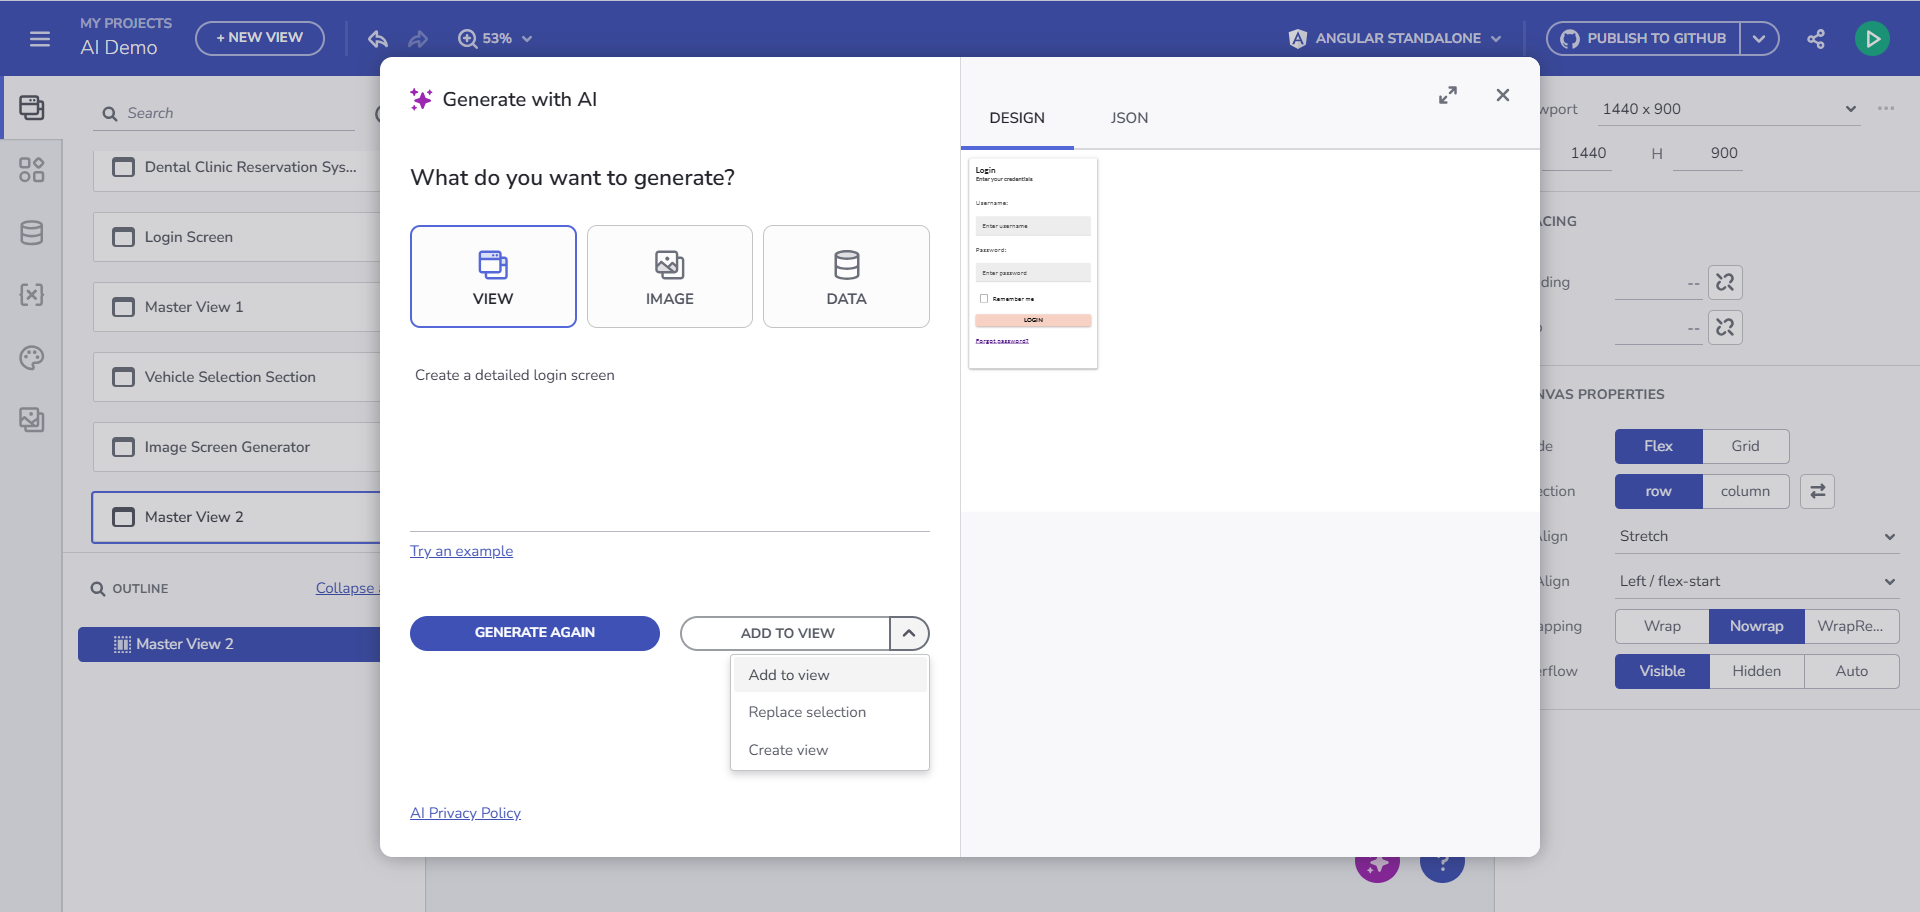 MY PROJECTS
AI Demo
+ NEW VIEW
53%
ANGULAR STANDALONE
PUBLISH TO GITHUB
Search
Dental Clinic Reservation Sys...
Login Screen
Master View 1
Vehicle Selection Section
Image Screen Generator
Master View 2
OUTLINE
Collapse
Master View 2
Generate with AI
What do you want to generate?
VIEW
IMAGE
DATA
Create a detailed login screen
Try an example
GENERATE AGAIN
ADD TO VIEW
Add to view
Replace selection
Create view
AI Privacy Policy
DESIGN
JSON
Login
Enter your credentials
Username:
Enter username
Password:
Enter password
Remember me
LOGIN
Forgot password?
?
wport
1440 x 900
1440
H
900
ACING
ding
--
--
NVAS PROPERTIES
de
Flex
Grid
ection
row
column
Align
Stretch
Align
Left / flex-start
apping
Wrap
Nowrap
WrapRe...
erflow
Visible
Hidden
Auto